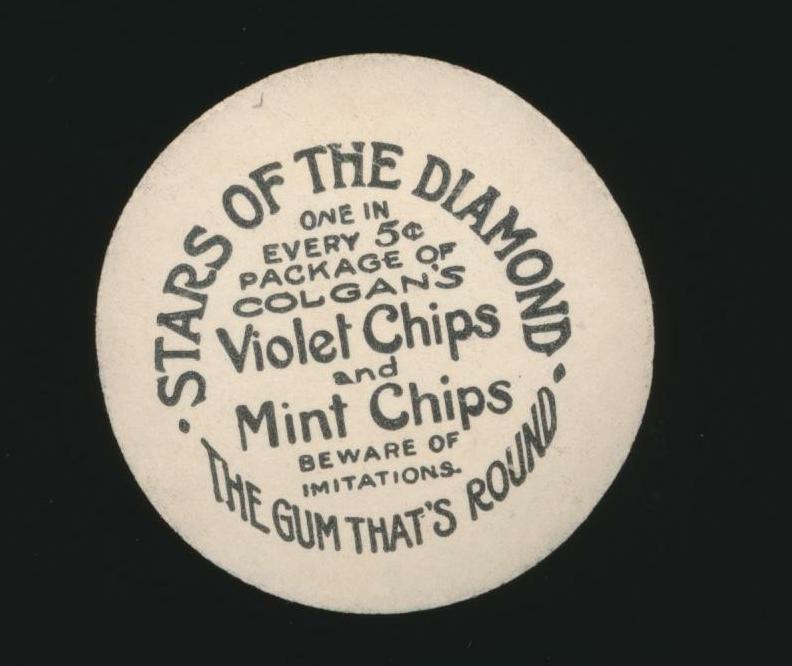 STARS OF THE DIAMOND
ONE IN
EVERY 5¢
PACKAGE OF
COLGAN'S
Violet Chips
and
Mint Chips
BEWARE OF
IMITATIONS.
THE GUM THAT'S ROUND